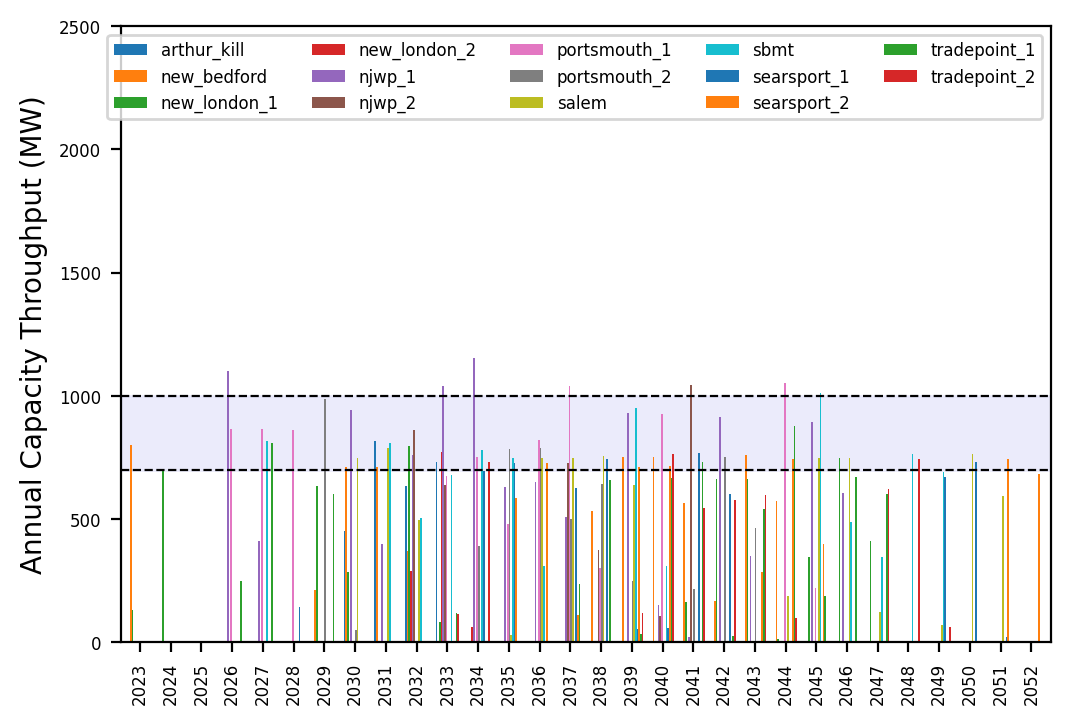 2500
arthur_kill new_london_2 portsmouth_1 sbmt tradepoint_1
new_bedford njwp_1 portsmouth_2 searsport_1 tradepoint_2
new_london_1 njwp_2 salem searsport_2
2000
1500
1000
500
0
Annual Capacity Throughput (MW)
2023 2024 2025 2026 2027 2028 2029 2030 2031 2032 2033 2034 2035 2036 2037 2038 2039 2040 2041 2042 2043 2044 2045 2046 2047 2048 2049 2050 2051 2052